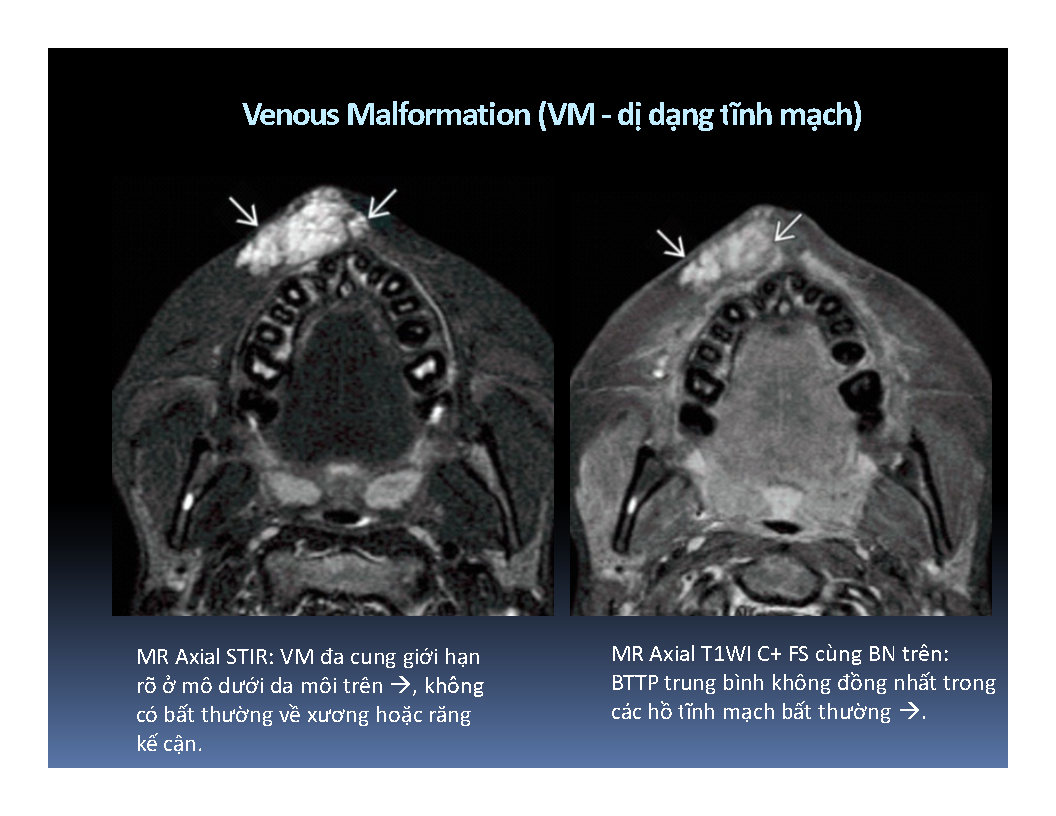 Venous Malformation (VM - dị dạng tĩnh mạch)
MR Axial STIR: VM đa cung giới hạn
rõ ở mô dưới da môi trên →, không
có bất thường về xương hoặc răng
kế cận.
MR Axial T1WI C+ FS cùng BN trên:
BTTP trung bình không đồng nhất trong
các hồ tĩnh mạch bất thường →.